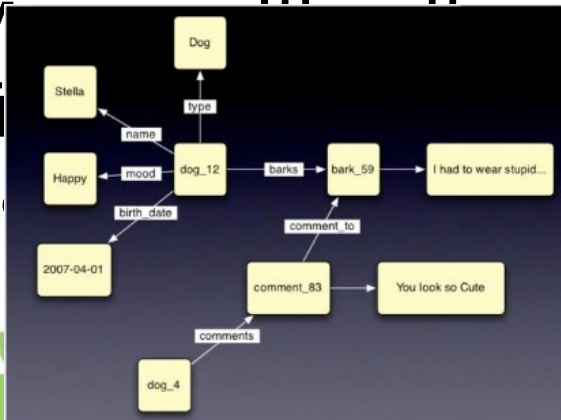 Dog
Stella
type
name
Happy
mood
dog_12
barks
bark_59
I had to wear stupid...
birth_date
comment_to
2007-04-01
comment_83
You look so Cute
comments
dog_4